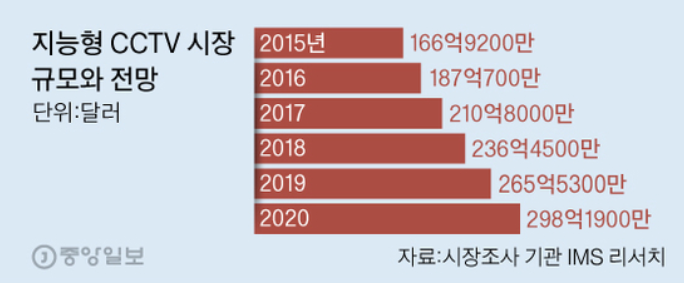 지능형 CCTV 시장
규모와 전망
단위:달러
2015년 166억9200만
2016 187억700만
2017 210억8000만
2018 236억4500만
2019 265억5300만
2020 298억1900만
J 중앙일보
자료:시장조사 기관 IMS 리서치